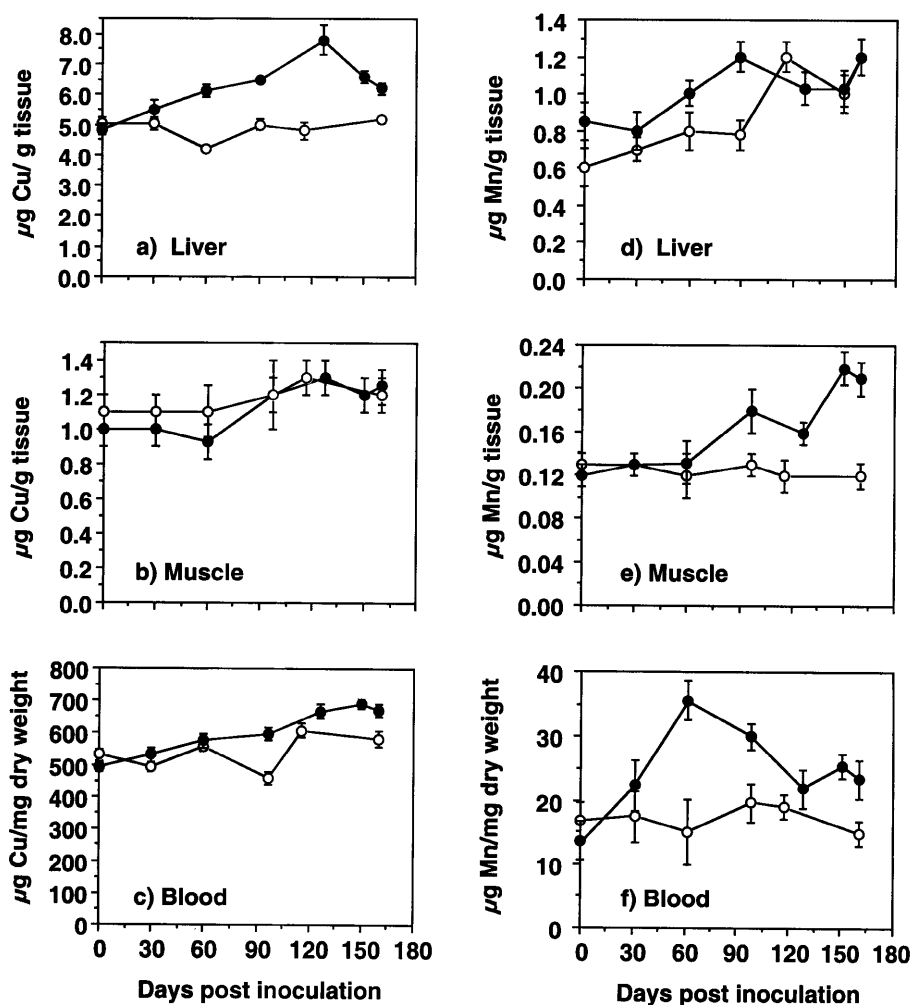 µg Cu/ g tissue
8.0
7.0
6.0
5.0
4.0
3.0
2.0
1.0
0.0
a) Liver
µg Mn/g tissue
1.4
1.2
1.0
0.8
0.6
0.4
0.2
0.0
d) Liver
µg Cu/g tissue
1.4
1.2
1.0
0.8
0.6
0.4
0.2
0.0
b) Muscle
µg Mn/g tissue
0.24
0.20
0.16
0.12
0.08
0.04
0.00
e) Muscle
µg Cu/mg dry weight
800
700
600
500
400
300
200
100
0
c) Blood
0 30 60 90 120 150 180
Days post inoculation
µg Mn/mg dry weight
40
30
20
10
0
f) Blood
0 30 60 90 120 150 180
Days post inoculation